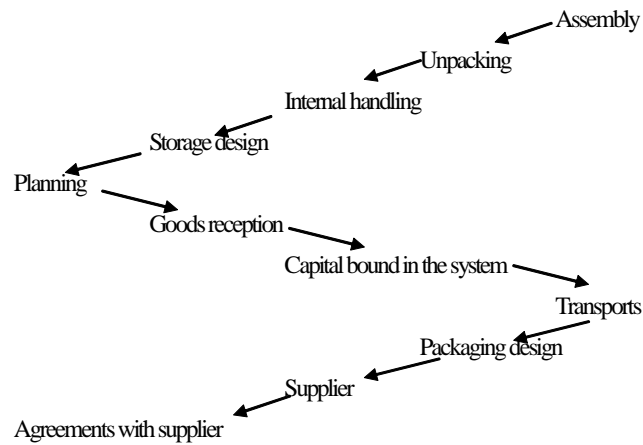 Assembly
Unpacking
Internal handling
Storage design
Planning
Goods reception
Capital bound in the system
Transports
Packaging design
Supplier
Agreements with supplier